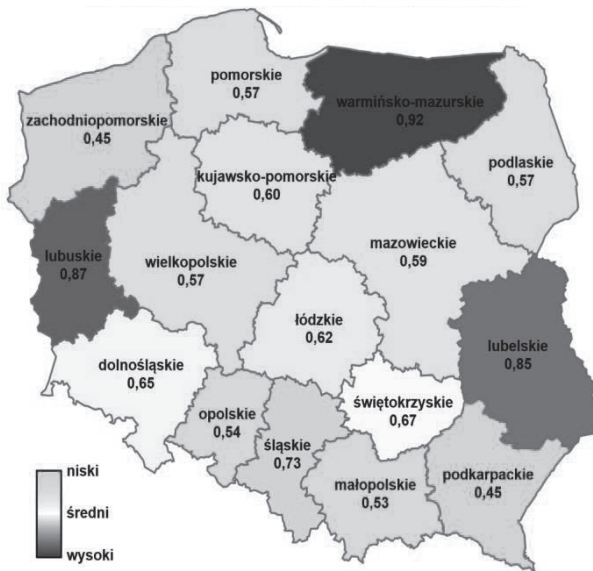 pomorskie
0,57
warmińsko-mazurskie
0,92
zachodniopomorskie
0,45
podlaskie
0,57
kujawsko-pomorskie
0,60
mazowieckie
0,59
lubuskie
0,87
wielkopolskie
0,57
łódzkie
0,62
lubelskie
0,85
dolnośląskie
0,65
świętokrzyskie
0,67
opolskie
0,54
śląskie
0,73
małopolskie
0,53
podkarpackie
0,45
niski
średni
wysoki